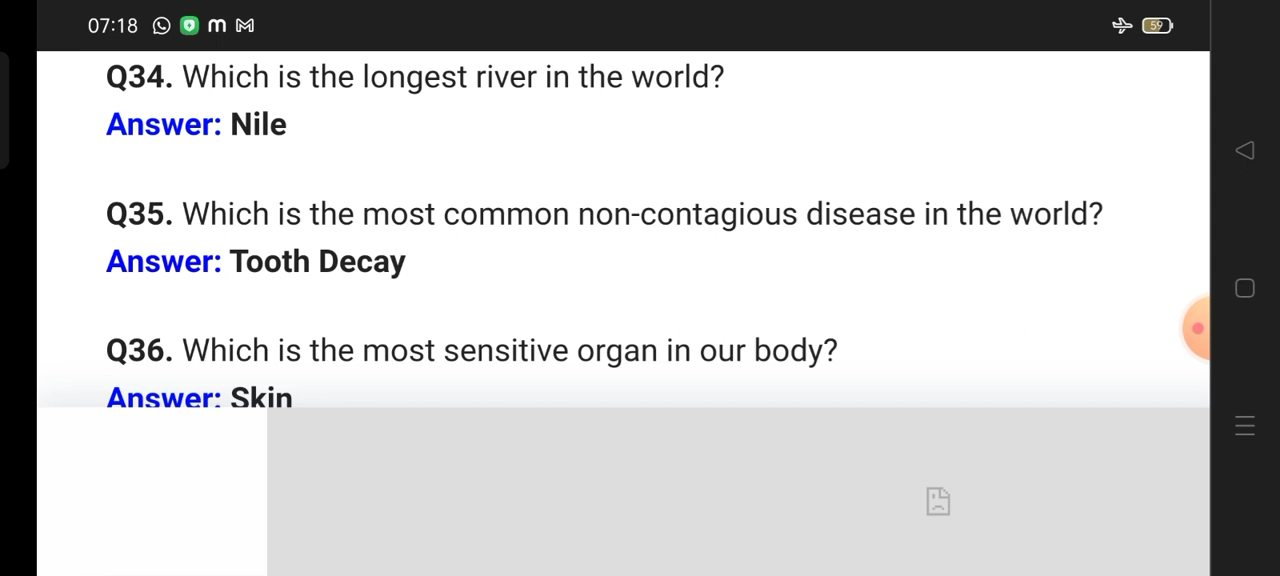 07:18
59
Q34. Which is the longest river in the world?
Answer: Nile
Q35. Which is the most common non-contagious disease in the world?
Answer: Tooth Decay
Q36. Which is the most sensitive organ in our body?
Answer: Skin